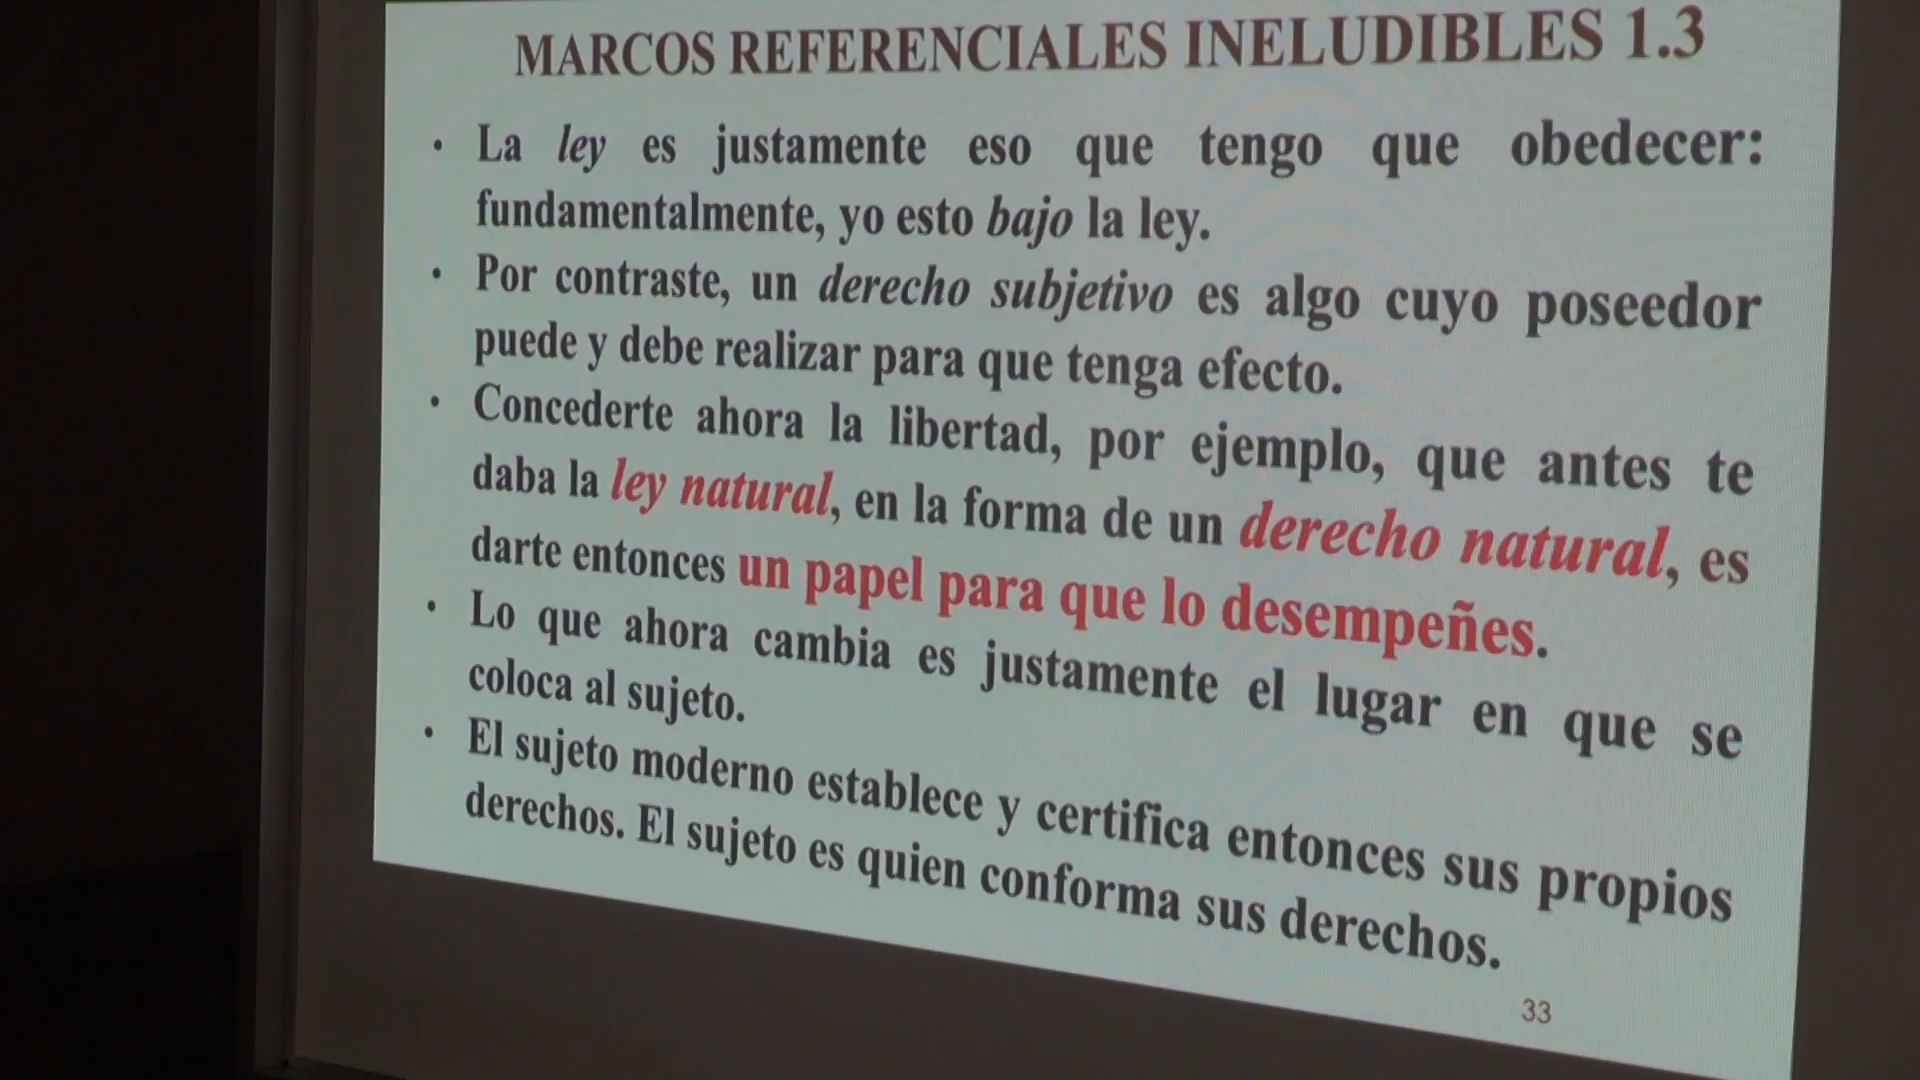 MARCOS REFERENCIALES INELUDIBLES 1.3
• La ley es justamente eso que tengo que obedecer:
fundamentalmente, yo esto bajo la ley.
• Por contraste, un derecho subjetivo es algo cuyo poseedor
puede y debe realizar para que tenga efecto.
• Concederte ahora la libertad, por ejemplo, que antes te
daba la ley natural, en la forma de un derecho natural, es
darte entonces un papel para que lo desempeñes.
• Lo que ahora cambia es justamente el lugar en que se
coloca al sujeto.
• El sujeto moderno establece y certifica entonces sus propios
derechos. El sujeto es quien conforma sus derechos.
33